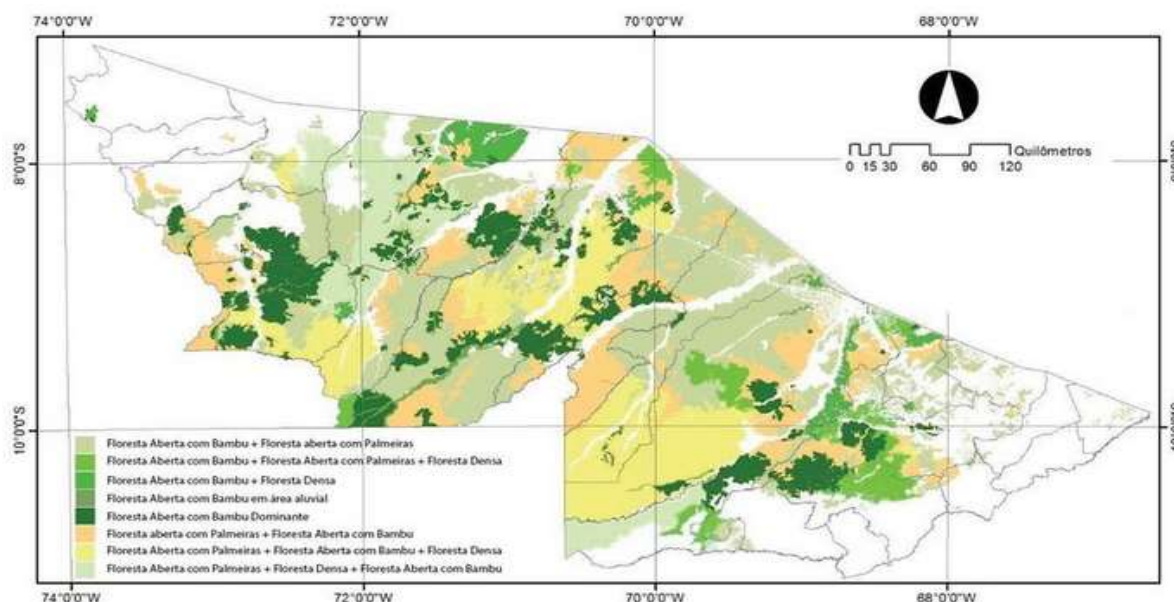 74°0'0"W 72°0'0"W 70°0'0"W 68°0'0"W
8°0'0"S
Quilômetros
0 15 30 60 90 120
10°0'0"S
Floresta Aberta com Bambu + Floresta aberta com Palmeiras
Floresta Aberta com Bambu + Floresta Aberta com Palmeiras + Floresta Densa
Floresta Aberta com Bambu + Floresta Densa
Floresta Aberta com Bambu em área aluvial
Floresta Aberta com Bambu Dominante
Floresta aberta com Palmeiras + Floresta Aberta com Bambu
Floresta Aberta com Palmeiras + Floresta Aberta com Bambu + Floresta Densa
Floresta Aberta com Palmeiras + Floresta Densa + Floresta Aberta com Bambu
74°0'0"W 72°0'0"W 70°0'0"W 68°0'0"W